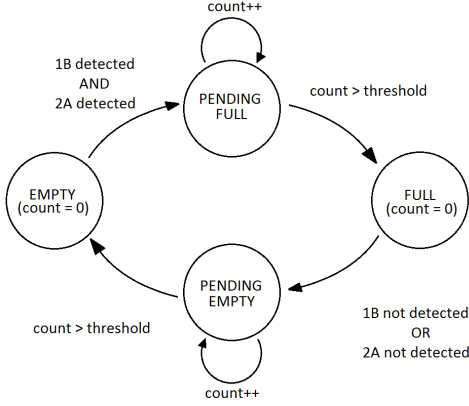 count++
1B detected
AND
2A detected
PENDING
FULL
count > threshold
EMPTY
(count = 0)
FULL
(count = 0)
PENDING
EMPTY
1B not detected
OR
2A not detected
count > threshold
count++